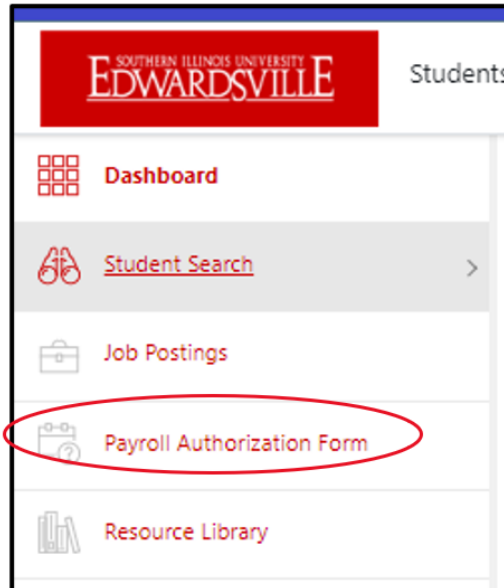 SOUTHERN ILLINOIS UNIVERSITY
EDWARDSVILLE
Students
Dashboard
Student Search
Job Postings
Payroll Authorization Form
Resource Library